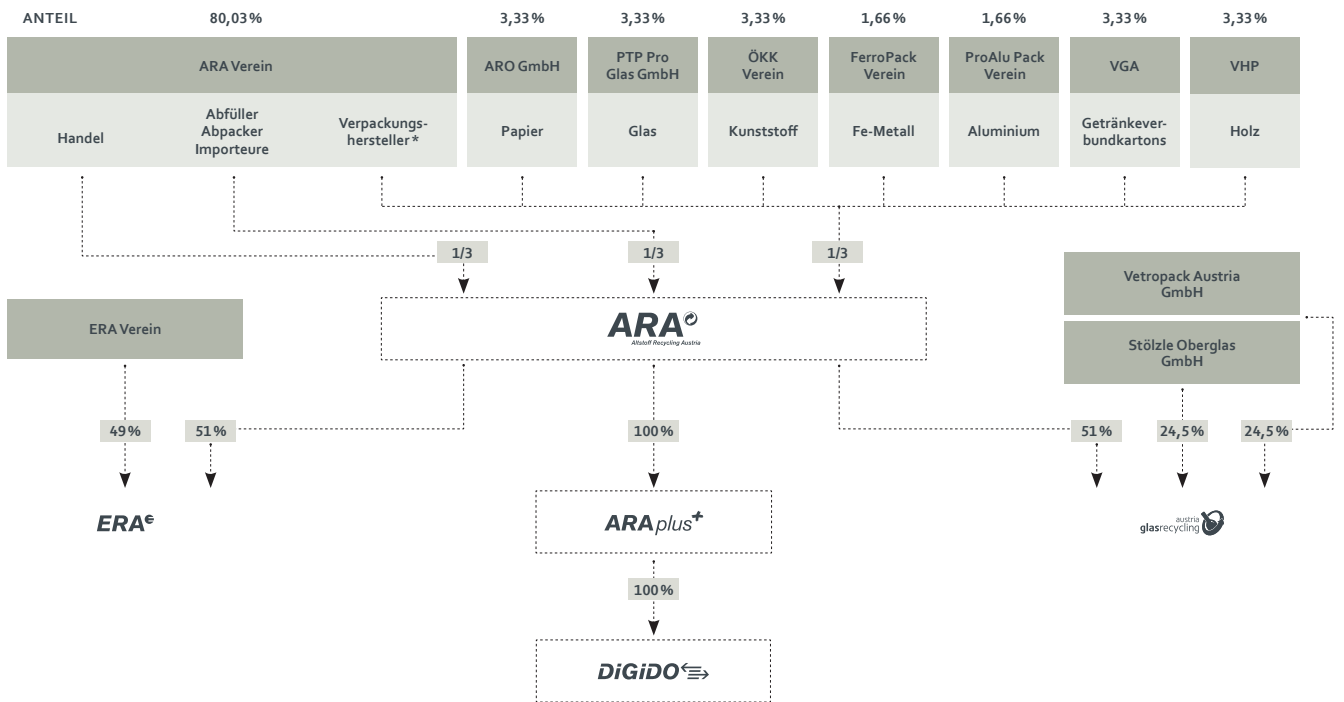 ANTEIL 80,03% 3,33% 3,33% 3,33% 1,66% 1,66% 3,33% 3,33%
ARA Verein
ARO GmbH
PTP Pro
Glas GmbH
ÖKK
Verein
FerroPack
Verein
ProAlu Pack
Verein
VGA
VHP
Handel
Abfüller
Abpacker
Importeure
Verpackungs-
hersteller *
Papier
Glas
Kunststoff
Fe-Metall
Aluminium
Getränkever-
bundkartons
Holz
1/3 1/3 1/3
Vetropack Austria
GmbH
ERA Verein
ARA
Altstoff Recycling Austria
Stölzle Oberglas
GmbH
49% 51% 100% 51% 24,5% 24,5%
ERA
ARA plus+
austria
glasrecycling
100%
DiGiDO